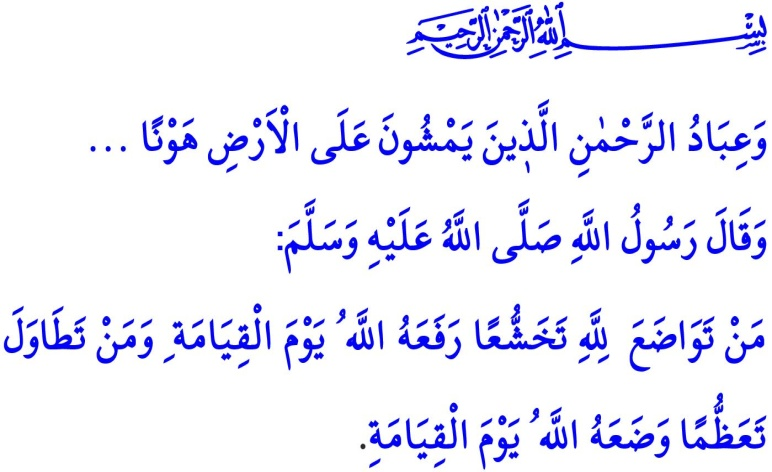 بِسْمِ اللهِ الرَّحْمٰنِ الرَّحِيمِ
وَعِبَادُ الرَّحْمٰنِ الَّذ۪ينَ يَمْشُونَ عَلَى الْاَرْضِ هَوْنًا …
وَقَالَ رَسُولُ اللَّهِ صَلَّى اللَّهُ عَلَيْهِ وَسَلَّمَ:
مَنْ تَوَاضَعَ لِلَّهِ تَخَشُّعًا رَفَعَهُ اللَّهُ يَوْمَ الْقِيَامَةِ وَمَنْ تَطَاوَلَ
تَعَظُّمًا وَضَعَهُ اللَّهُ يَوْمَ الْقِيَامَةِ.